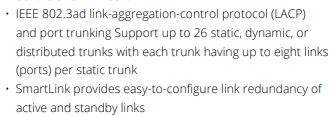 • IEEE 802.3ad link-aggregation-control protocol (LACP)
and port trunking Support up to 26 static, dynamic, or
distributed trunks with each trunk having up to eight links
(ports) per static trunk
• SmartLink provides easy-to-configure link redundancy of
active and standby links